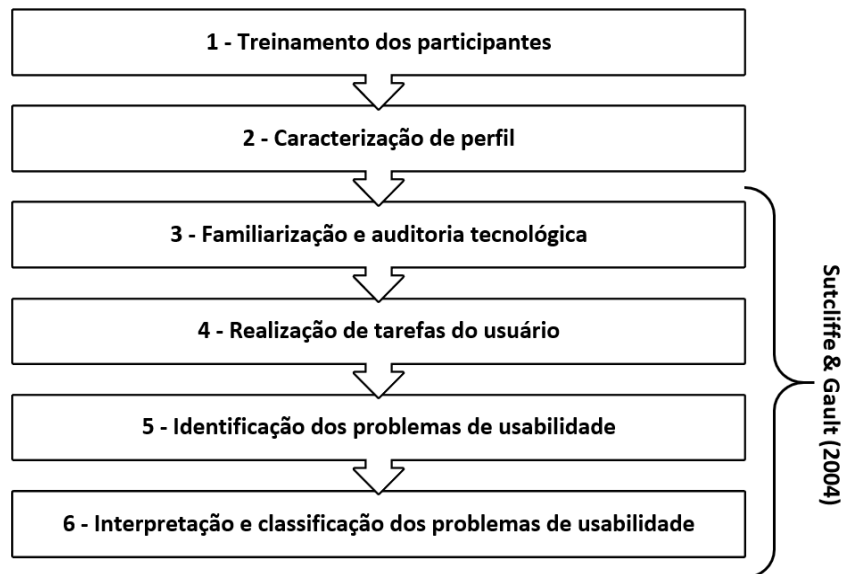 1 - Treinamento dos participantes
2 - Caracterização de perfil
3 - Familiarização e auditoria tecnológica
4 - Realização de tarefas do usuário
5 - Identificação dos problemas de usabilidade
6 - Interpretação e classificação dos problemas de usabilidade
Sutcliffe & Gault (2004)